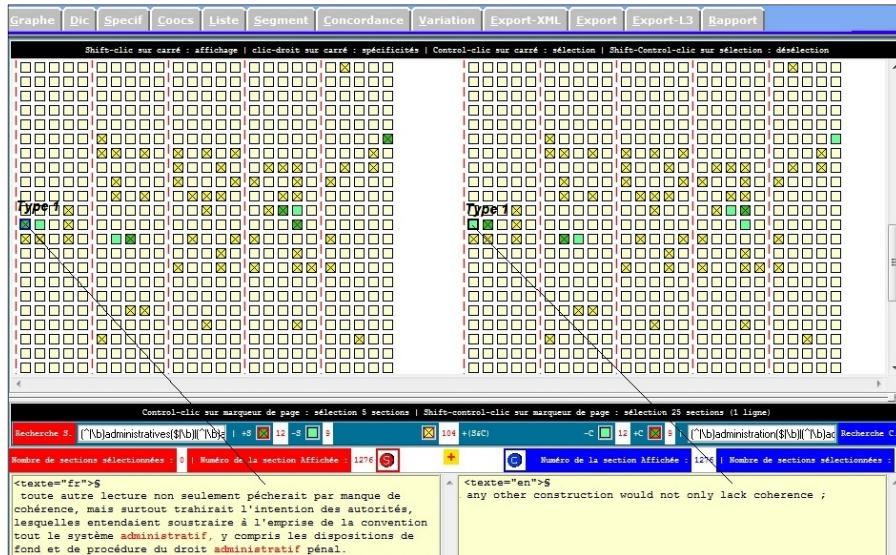 Graphe Dic Specif Coocs Liste Segment Concordance Variation Export-XML Export Export-L3 Rapport
Shift-clic sur carré : affichage | clic-droit sur carré : spécificités | Control-clic sur carré : sélection | Shift-Control-clic sur sélection : désélection
Type 1 Type 1
Control-clic sur marqueur de page : sélection 5 sections | Shift-control-clic sur marqueur de page : sélection 25 sections (1 ligne)
Recherche S. (^|\b)administratives($|\b)|(^|\b)a | +S 12 -S 9 104 +(S&C) -C 12 +C 9 | (^|\b)administration($|\b)|(^|\b)ad Recherche C.
Nombre de sections sélectionnées : 0 | Numéro de la section Affichée : 1276 S + C Numéro de la section Affichée : 1276 | Nombre de sections sélectionnées :
<texte="fr">§
toute autre lecture non seulement pécherait par manque de
cohérence, mais surtout trahirait l'intention des autorités,
lesquelles entendaient soustraire à l'emprise de la convention
tout le système administratif, y compris les dispositions de
fond et de procédure du droit administratif pénal.
<texte="en">§
any other construction would not only lack coherence ;